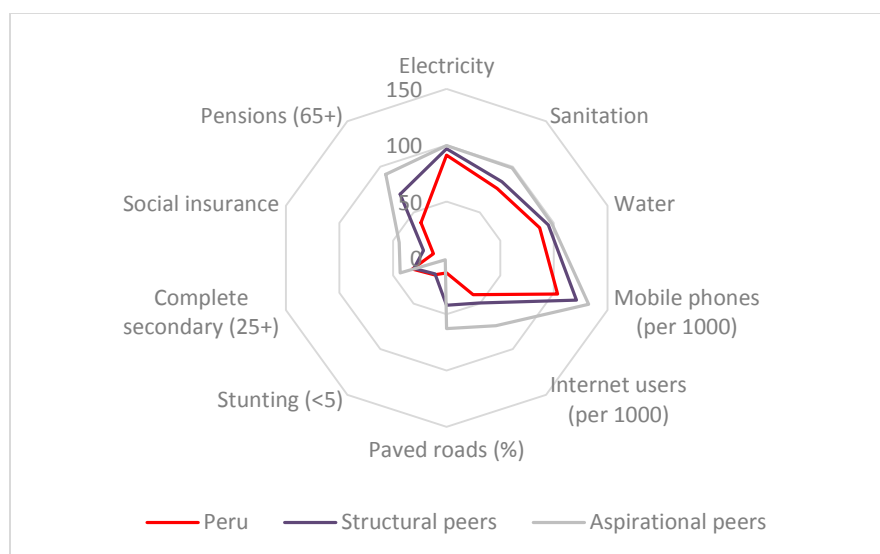 Electricity
150
Pensions (65+)
Sanitation
100
Social insurance
50
Water
0
Complete
secondary (25+)
Mobile phones
(per 1000)
Stunting (<5)
Internet users
(per 1000)
Paved roads (%)
Peru
Structural peers
Aspirational peers